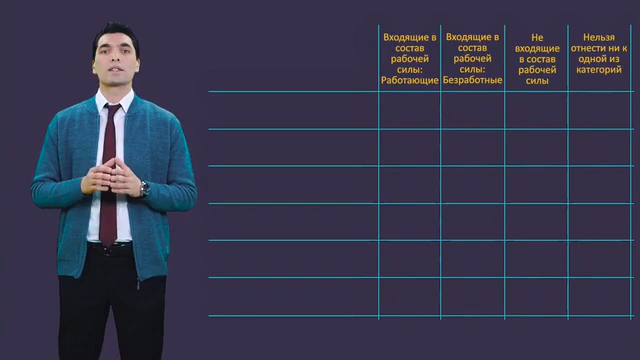 Входящие в
состав
рабочей
силы:
Работающие
Входящие в
состав
рабочей
силы:
Безработные
Не
входящие
в состав
рабочей
силы
Нельзя
отнести ни к
одной из
категорий